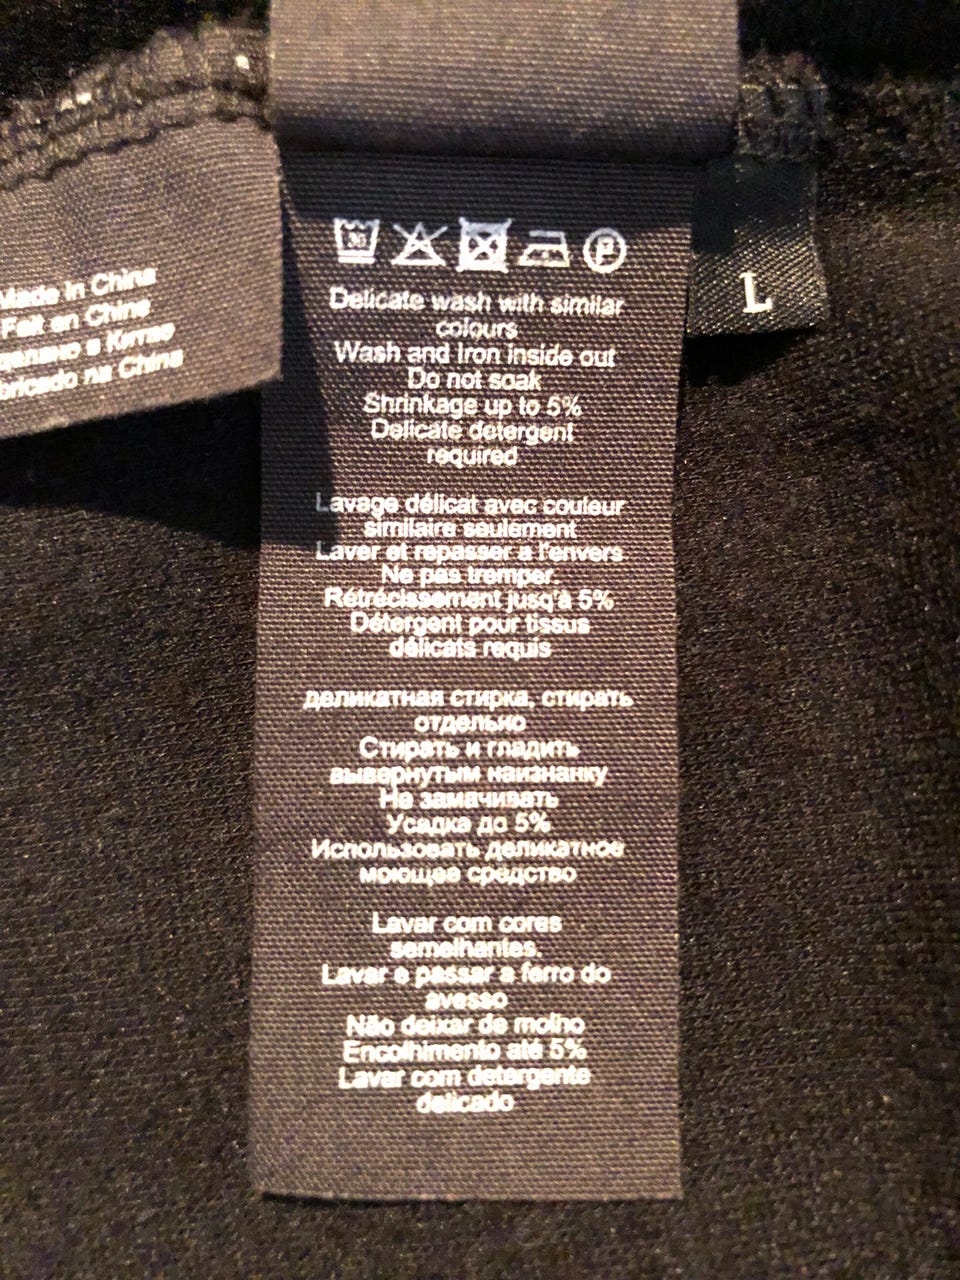 Made in China
Fait en Chine
сделано в Китае
Fabricado na China
30
P
L
Delicate wash with similar
colours
Wash and Iron inside out
Do not soak
Shrinkage up to 5%
Delicate detergent
required
Lavage délicat avec couleur
similaire seulement
Laver et repasser a l'envers
Ne pas tremper.
Rétrécissement jusq'à 5%
Détergent pour tissus
délicats requis
деликатная стирка, стирать
отдельно
Стирать и гладить
вывернутым наизнанку
Не замачивать
Усадка до 5%
Использовать деликатное
моющее средство
Lavar com cores
semelhantes.
Lavar e passar a ferro do
avesso
Não deixar de molho
Encolhimento até 5%
Lavar com detergente
delicado